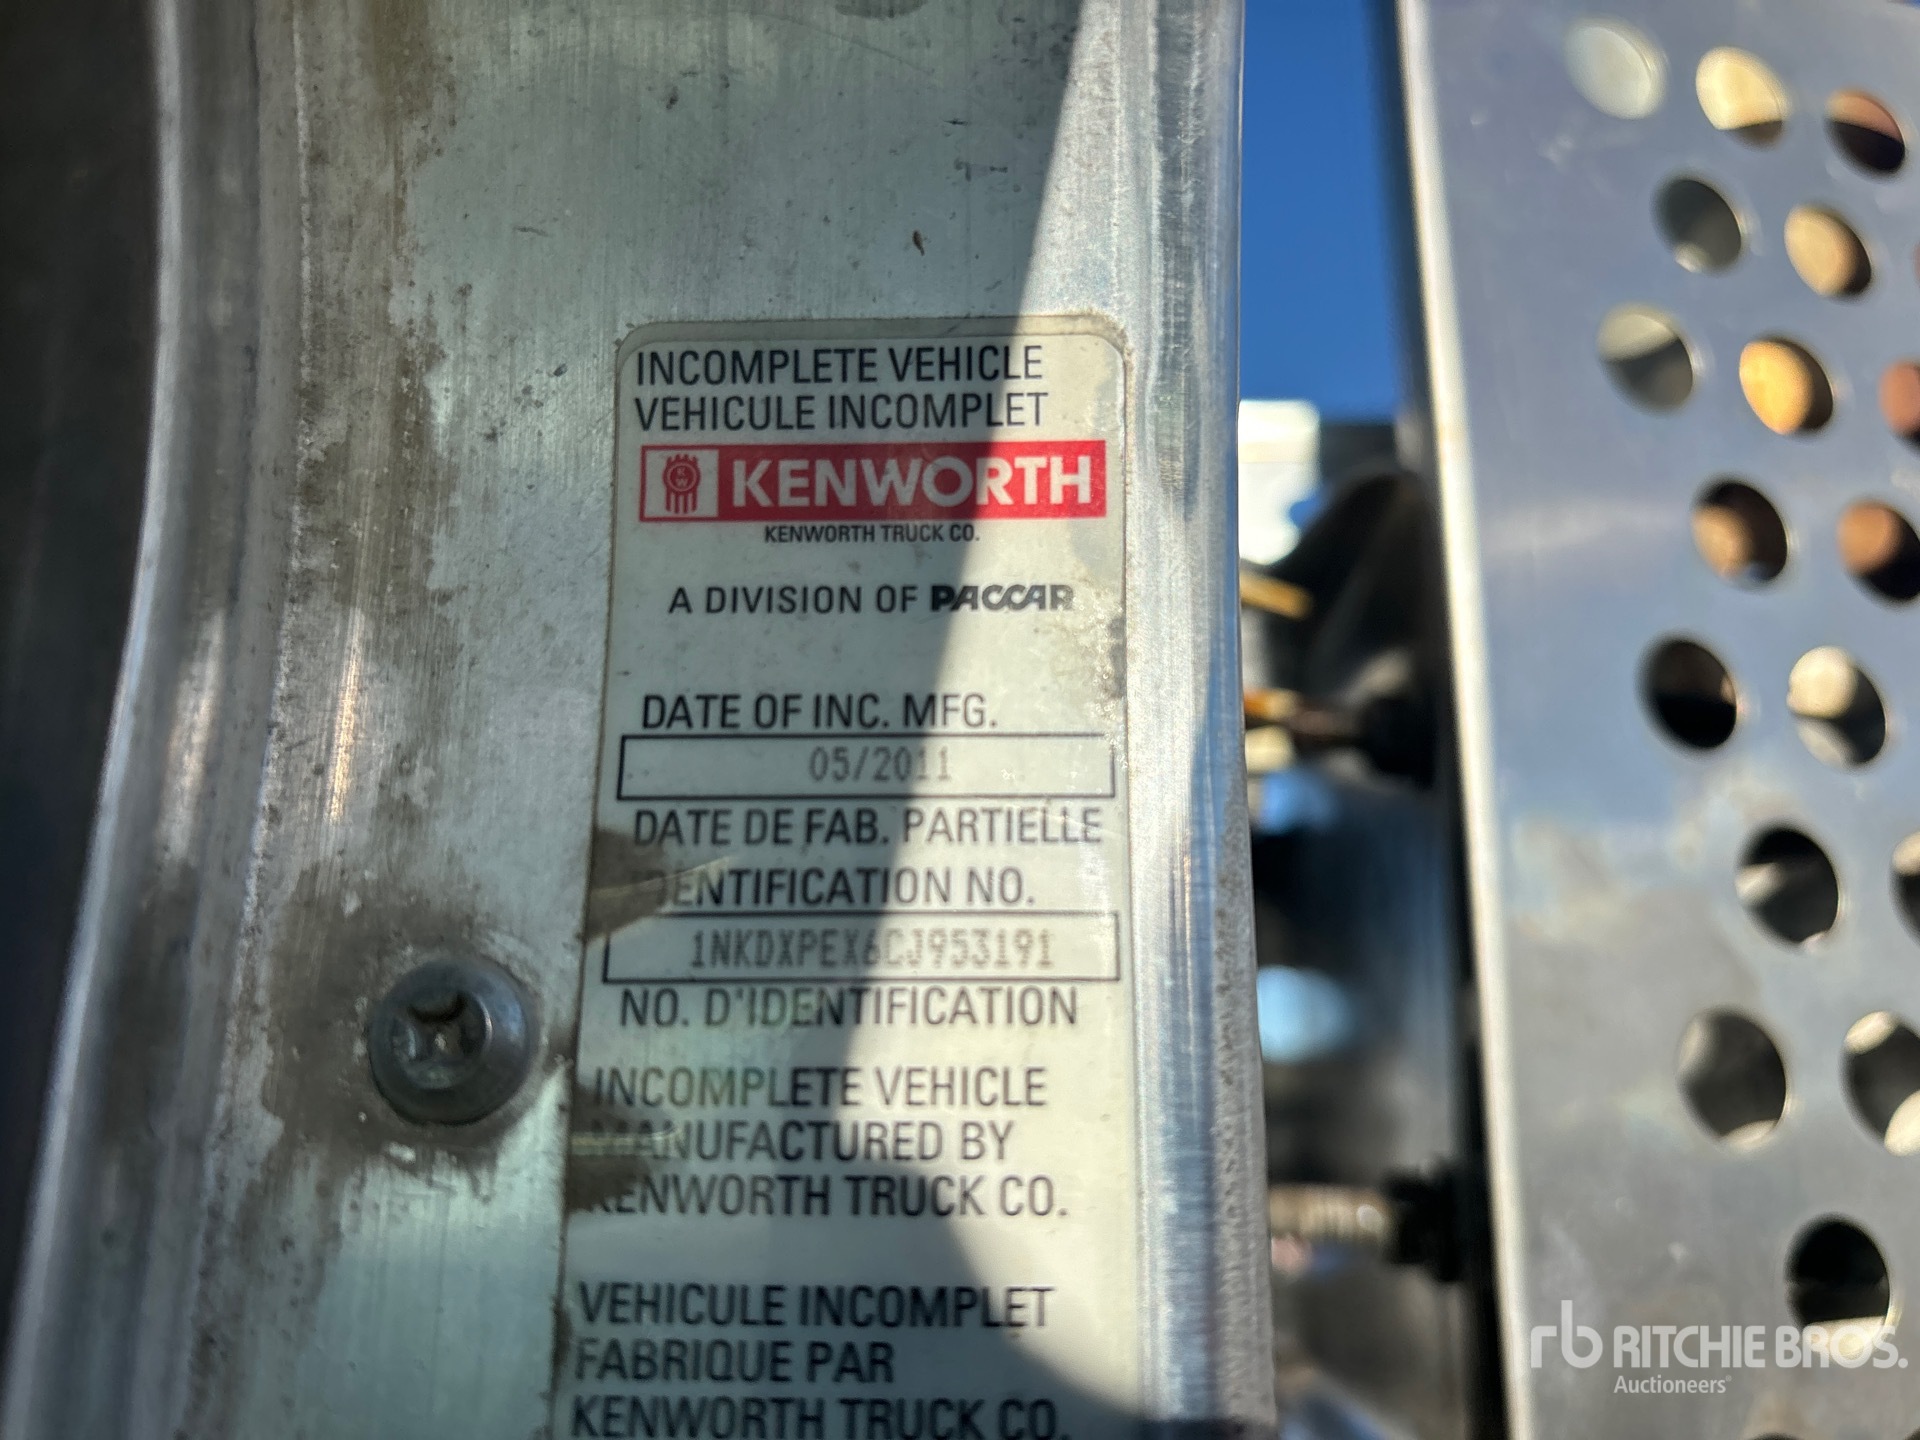 INCOMPLETE VEHICLE
VEHICULE INCOMPLET
KW KENWORTH
KENWORTH TRUCK CO.
A DIVISION OF PACCAR
DATE OF INC. MFG.
05/2011
DATE DE FAB. PARTIELLE
IDENTIFICATION NO.
1NKDXPEX6CJ953191
NO. D'IDENTIFICATION
INCOMPLETE VEHICLE
MANUFACTURED BY
KENWORTH TRUCK CO.
VEHICULE INCOMPLET
FABRIQUE PAR
KENWORTH TRUCK CO.
rb RITCHIE BROS.
Auctioneers